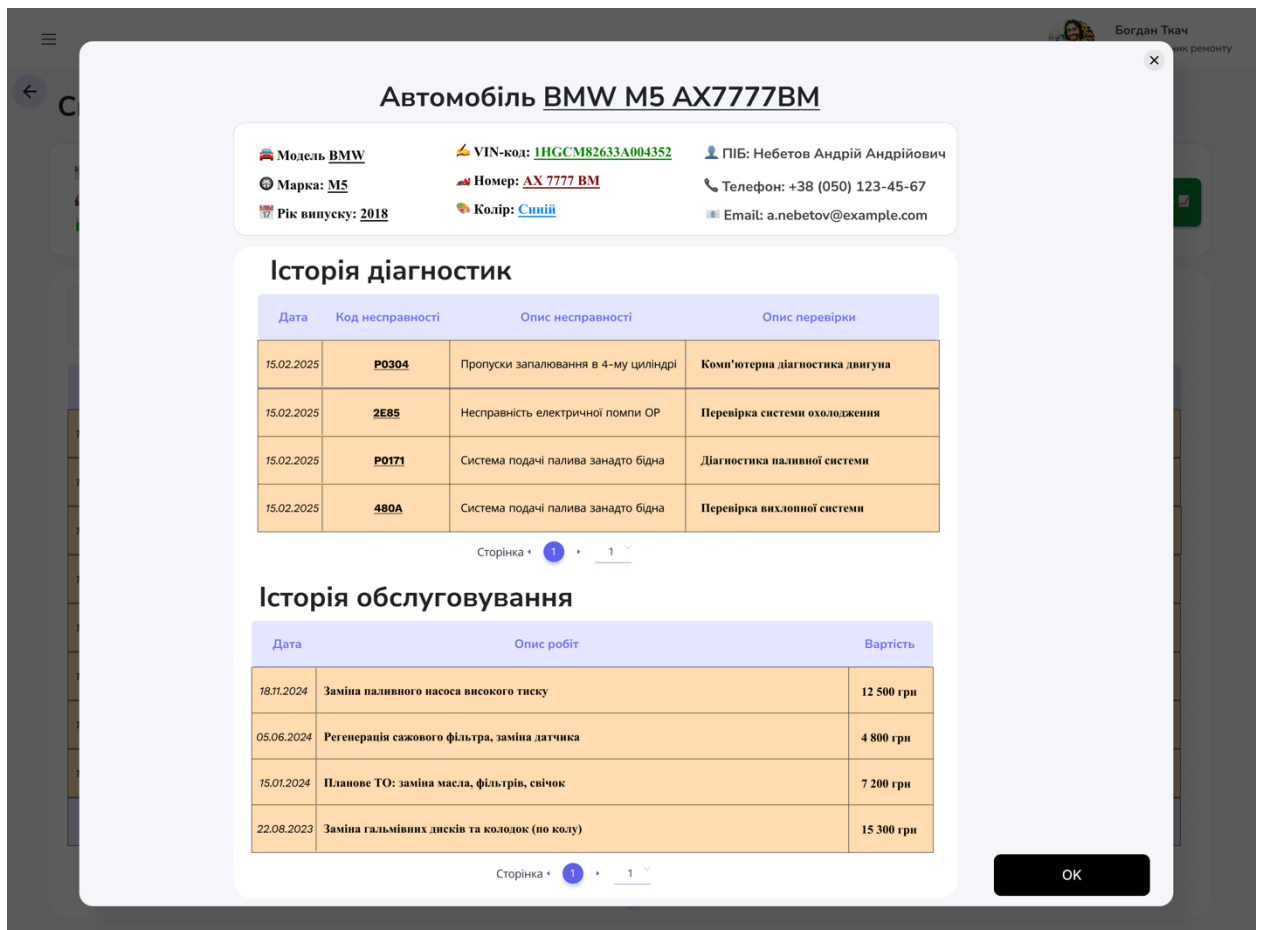 Богдан Ткач
ник ремонту
Автомобіль BMW M5 AX7777BM
Модель BMW
Марка: M5
Рік випуску: 2018
VIN-код: 1HGCM82633A004352
Номер: AX 7777 BM
Колір: Синій
ПІБ: Небетов Андрій Андрійович
Телефон: +38 (050) 123-45-67
Email: a.nebetov@example.com
Історія діагностик
Дата Код несправності Опис несправності Опис перевірки
15.02.2025 P0304 Пропуски запалювання в 4-му циліндрі Комп'ютерна діагностика двигуна
15.02.2025 2E85 Несправність електричної помпи ОР Перевірка системи охолодження
15.02.2025 P0171 Система подачі палива занадто бідна Діагностика паливної системи
15.02.2025 480A Система подачі палива занадто бідна Перевірка вихлопної системи
Сторінка 1 1
Історія обслуговування
Дата Опис робіт Вартість
18.11.2024 Заміна паливного насоса високого тиску 12 500 грн
05.06.2024 Регенерація сажового фільтра, заміна датчика 4 800 грн
15.01.2024 Планове ТО: заміна масла, фільтрів, свічок 7 200 грн
22.08.2023 Заміна гальмівних дисків та колодок (по колу) 15 300 грн
Сторінка 1 1
OK